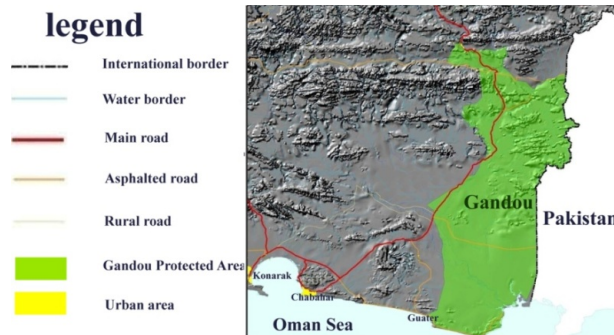 legend
International border
Water border
Main road
Asphalted road
Rural road
Gandou Protected Area
Urban area
Gandou
Pakistan
Konarak
Chabahar
Guater
Oman Sea